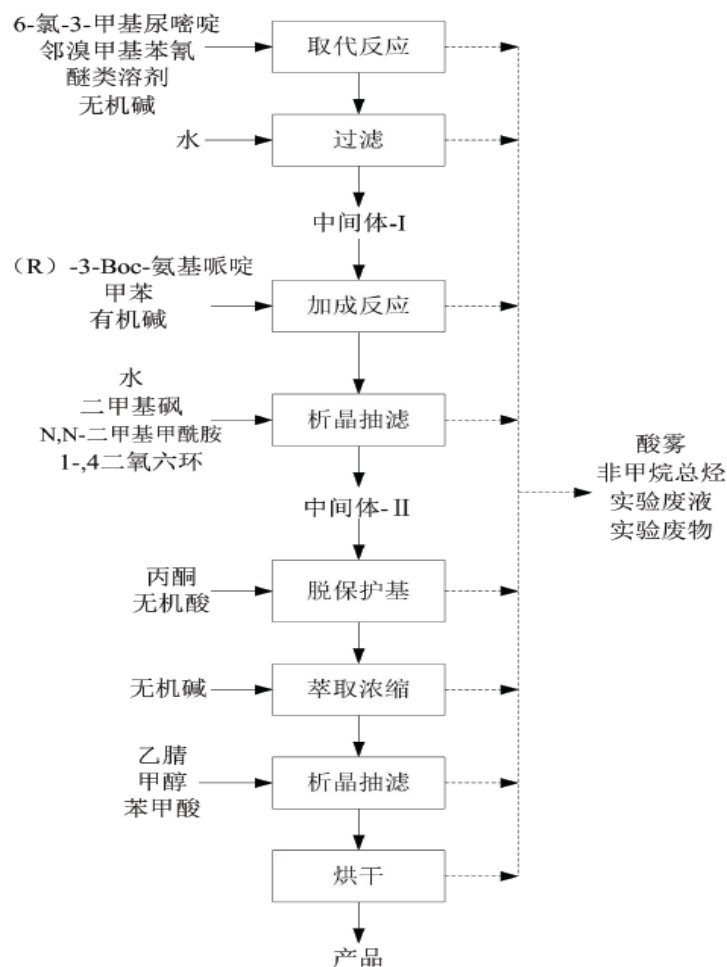 6-氯-3-甲基尿嘧啶
邻溴甲基苯氰
醚类溶剂
无机碱
取代反应
水
过滤
中间体-I
（R）-3-Boc-氨基哌啶
甲苯
有机碱
加成反应
水
二甲基砜
N,N-二甲基甲酰胺
1-,4二氧六环
析晶抽滤
中间体-II
丙酮
无机酸
脱保护基
无机碱
萃取浓缩
乙腈
甲醇
苯甲酸
析晶抽滤
烘干
产品
酸雾
非甲烷总烃
实验废液
实验废物